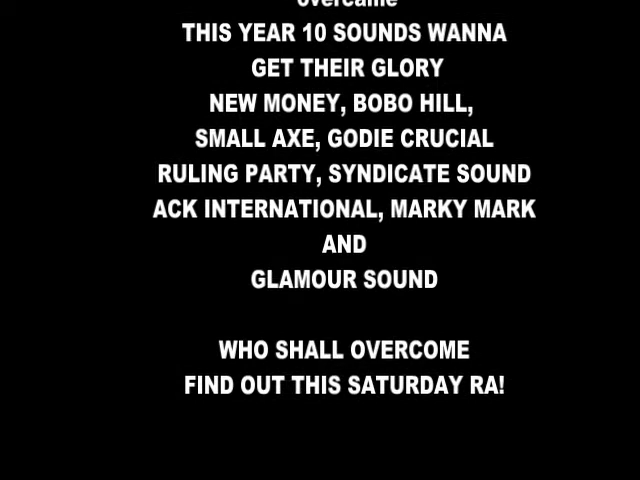 overcame
THIS YEAR 10 SOUNDS WANNA
GET THEIR GLORY
NEW MONEY, BOBO HILL,
SMALL AXE, GODIE CRUCIAL
RULING PARTY, SYNDICATE SOUND
ACK INTERNATIONAL, MARKY MARK
AND
GLAMOUR SOUND
WHO SHALL OVERCOME
FIND OUT THIS SATURDAY RA!